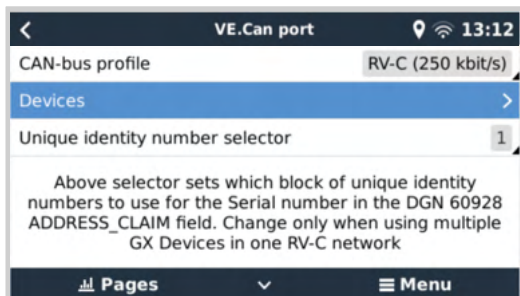 VE.Can port 13:12
CAN-bus profile RV-C (250 kbit/s)
Devices
Unique identity number selector 1
Above selector sets which block of unique identity
numbers to use for the Serial number in the DGN 60928
ADDRESS_CLAIM field. Change only when using multiple
GX Devices in one RV-C network
Pages Menu